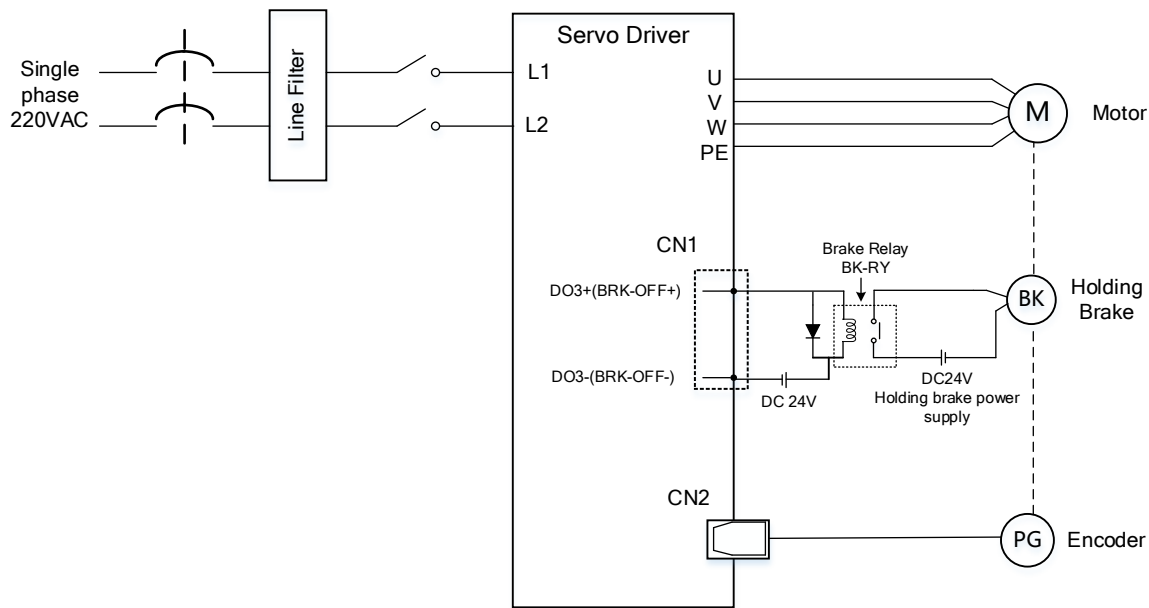 Servo Driver
Single
phase
220VAC
Line Filter
L1
L2
U
V
W
PE
M
Motor
CN1
Brake Relay
BK-RY
DO3+(BRK-OFF+)
DO3-(BRK-OFF-)
DC 24V
DC24V
Holding brake power
supply
BK
Holding
Brake
CN2
PG
Encoder